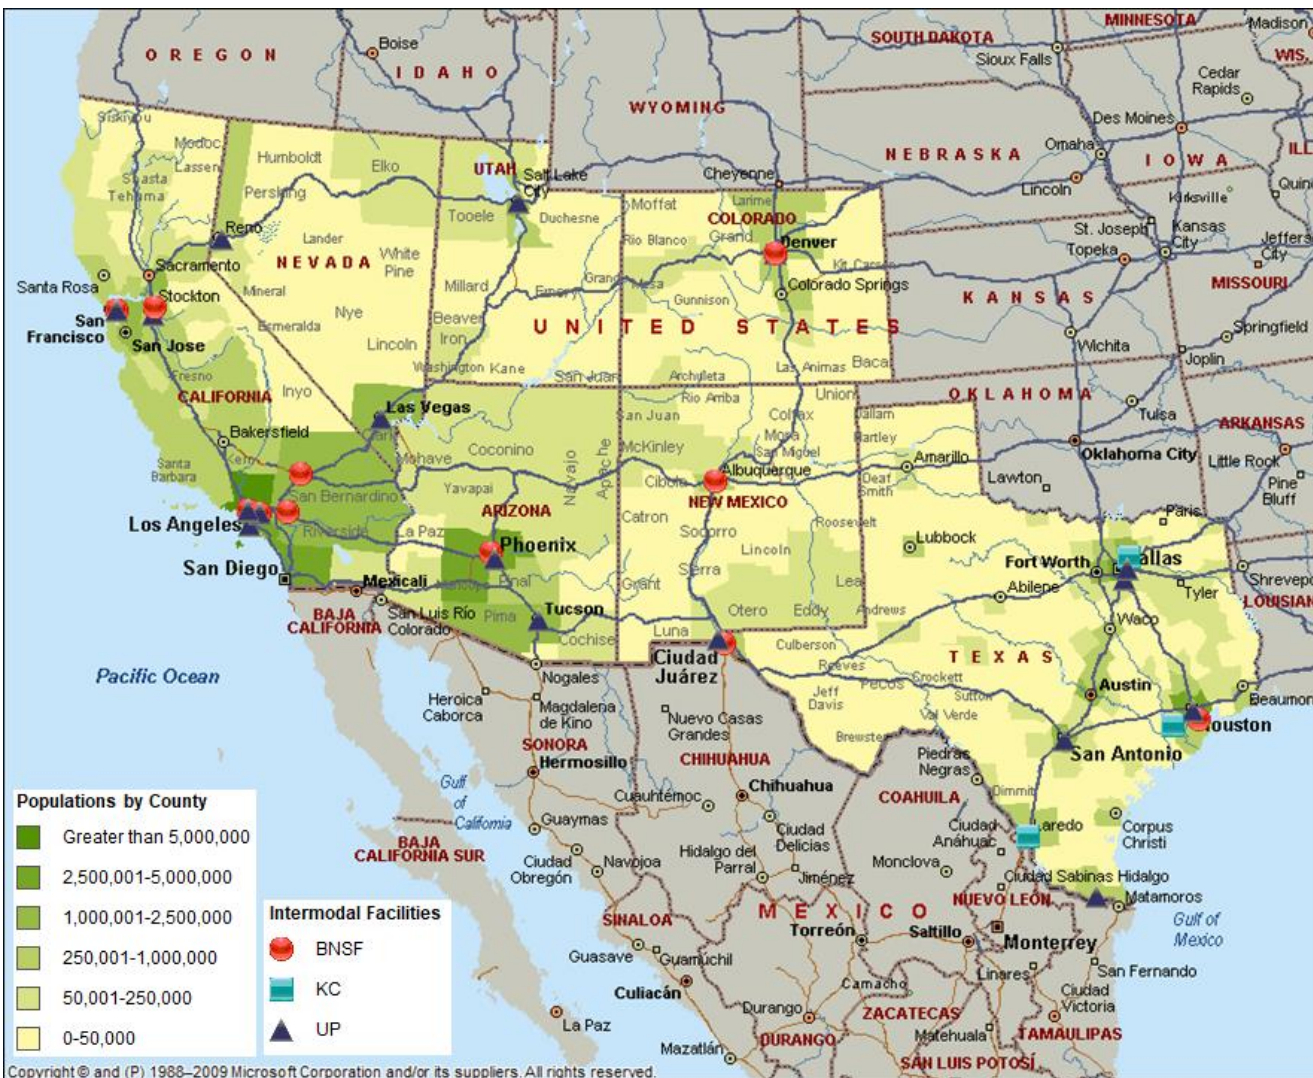 OREGON
Boise
IDAHO
SOUTH DAKOTA
MINNESOTA
Madison
WIS.
Sioux Falls
Cedar
Rapids
WYOMING
Des Moines
Siskiyou
Modoc
Humboldt
Elko
UTAH
Salt Lake
City
Cheyenne
NEBRASKA
Omaha
IOWA
ILL
Shasta
Tehama
Lassen
Pershing
Tooele
Duchesne
Moffat
Larimer
COLORADO
Lincoln
Kirksville
Quin
Reno
Lander
White
Pine
Rio Blanco
Grand
Denver
St. Joseph
Kansas
City
Jeffers
City
Sacramento
NEVADA
Millard
Emery
Grand
Mesa
Kit Cars
Topeka
MISSOURI
Santa Rosa
Mineral
Gunnison
Colorado Springs
KANSAS
Stockton
San
Francisco
San Jose
Esmeralda
Nye
Beaver
Iron
UNITED STATES
Springfield
Wichita
Joplin
Lincoln
Washington
Kane
San Juan
Archuleta
Las Animas
Baca
Fresno
CALIFORNIA
Inyo
Rio Arriba
Union
OKLAHOMA
Tulsa
Las Vegas
Clark
San Juan
Colfax
Dallam
Hartley
ARKANSAS
Bakersfield
Kern
Mohave
Coconino
Navajo
Apache
McKinley
Mora
San Miguel
Amarillo
Oklahoma City
Little Rock
Santa
Barbara
San Bernardino
Yavapai
Cibola
Albuquerque
Deaf
Smith
Lawton
Pine
Bluff
Los Angeles
Riverside
La Paz
ARIZONA
Catron
NEW MEXICO
Socorro
Roosevelt
Paris
Phoenix
Lincoln
Lubbock
San Diego
Mexicali
Maricopa
Pinal
Grant
Sierra
Lea
Fort Worth
Dallas
Shrevepo
BAJA
CALIFORNIA
San Luis Río
Colorado
Pima
Tucson
Cochise
Luna
Otero
Eddy
Andrews
Abilene
Tyler
LOUISIAN
Waco
Pacific Ocean
Nogales
Ciudad
Juárez
Culberson
Reeves
TEXAS
Heroica
Caborca
Magdalena
de Kino
Nuevo Casas
Grandes
Jeff
Davis
Pecos
Crockett
Sutton
Val Verde
Austin
Beaumont
Houston
SONORA
Hermosillo
CHIHUAHUA
Brewster
Piedras
Negras
San Antonio
Gulf
of
California
Cuauhtémoc
Chihuahua
COAHUILA
Dimmit
Guaymas
Ciudad
Delicias
Ciudad
Anáhuac
Laredo
Corpus
Christi
BAJA
CALIFORNIA SUR
Ciudad
Obregón
Navojoa
Hidalgo del
Parral
Jiménez
Monclova
Ciudad Sabinas Hidalgo
NUEVO LEÓN
Matamoros
SINALOA
MEXICO
Torreón
Saltillo
Monterrey
Gulf of
Mexico
Guasave
Guamúchil
Linares
San Fernando
Culiacán
Camacho
Ciudad
Victoria
La Paz
Durango
ZACATECAS
Matehuala
TAMAULIPAS
Mazatlán
DURANGO
SAN LUIS POTOSÍ
Populations by County
Greater than 5,000,000
2,500,001-5,000,000
1,000,001-2,500,000
250,001-1,000,000
50,001-250,000
0-50,000
Intermodal Facilities
BNSF
KC
UP
Copyright © and (P) 1988–2009 Microsoft Corporation and/or its suppliers. All rights reserved.